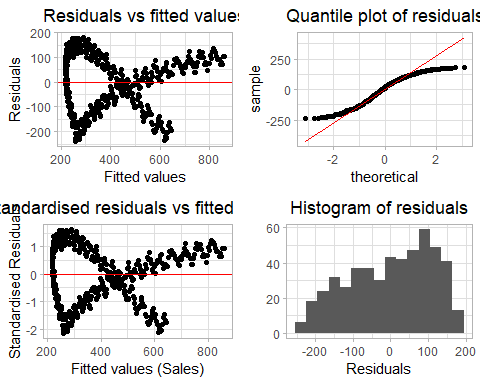 Residuals vs fitted values
Quantile plot of residuals
Residuals
200
100
0
-100
-200
200
400
600
800
Fitted values
sample
250
0
-250
-2
0
2
theoretical
tandardised residuals vs fitted
Histogram of residuals
Standardised Residuals
1
0
-1
-2
200
400
600
800
Fitted values (Sales)
60
40
20
0
-200
-100
0
100
200
Residuals